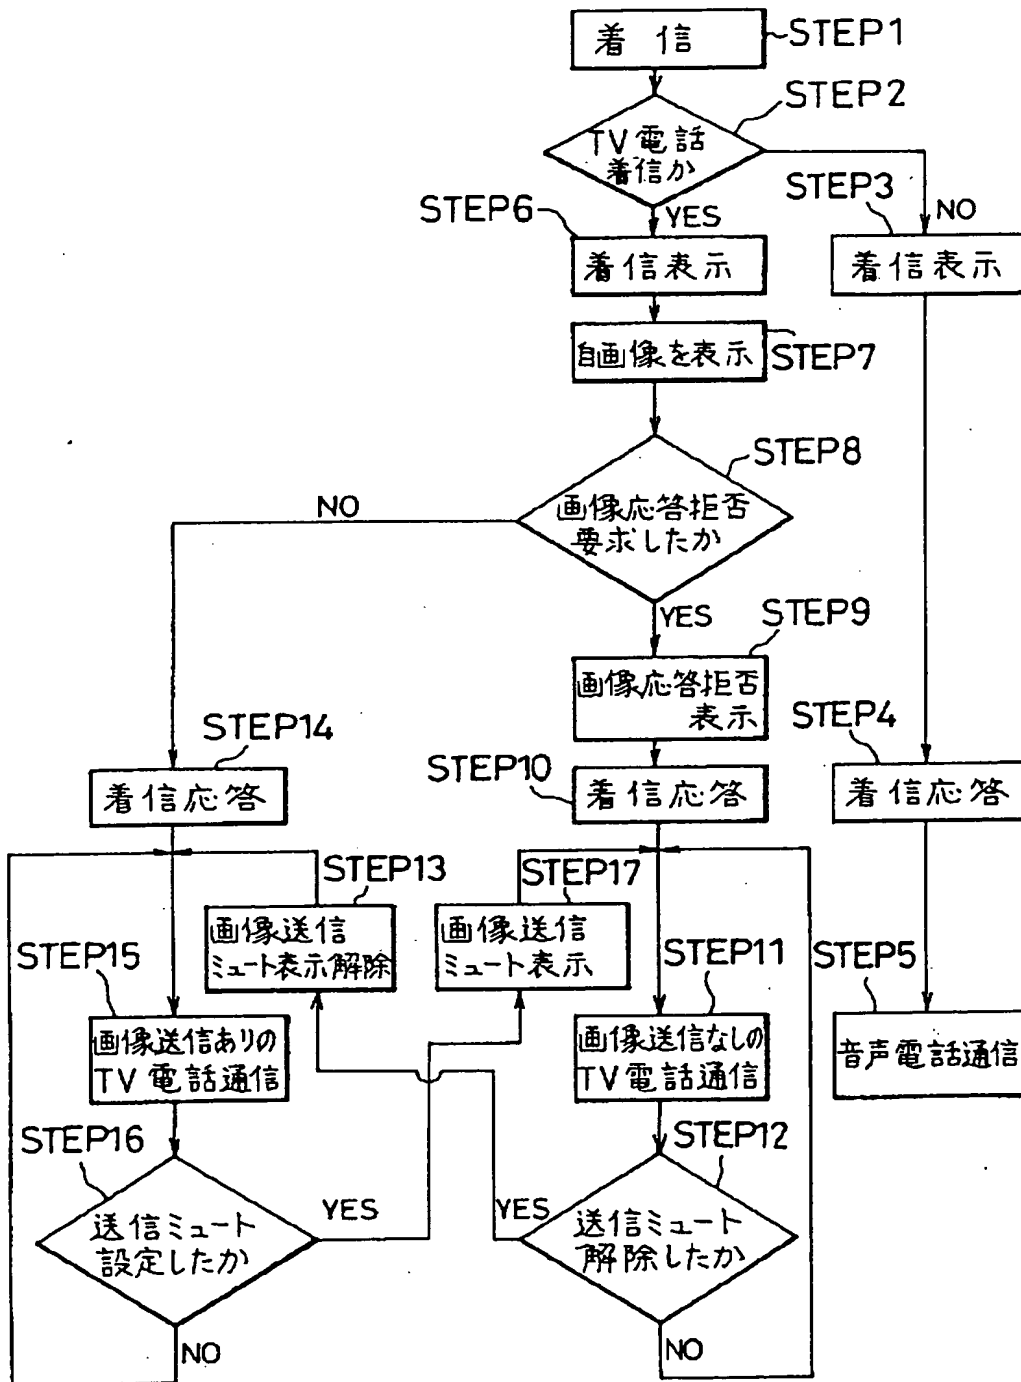 着信
STEP1
STEP2
TV電話
着信か
YES
NO
STEP3
STEP6
着信表示
着信表示
自画像を表示
STEP7
STEP8
画像応答拒否
要求したか
NO
YES
STEP9
画像応答拒否
表示
STEP14
着信応答
STEP10
着信応答
STEP4
着信応答
STEP13
画像送信
ミュート表示解除
STEP17
画像送信
ミュート表示
STEP15
画像送信ありの
TV電話通信
STEP11
画像送信なしの
TV電話通信
STEP5
音声電話通信
STEP16
送信ミュート
設定したか
YES
NO
STEP12
送信ミュート
解除したか
YES
NO